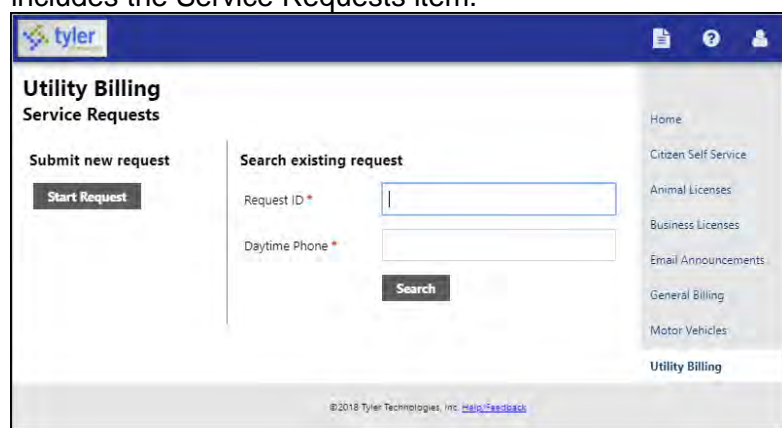 includes the Service Requests item.
tyler
Utility Billing
Service Requests
Submit new request
Start Request
Search existing request
Request ID *
Daytime Phone *
Search
Home
Citizen Self Service
Animal Licenses
Business Licenses
Email Announcements
General Billing
Motor Vehicles
Utility Billing
©2018 Tyler Technologies, Inc. Help/Feedback